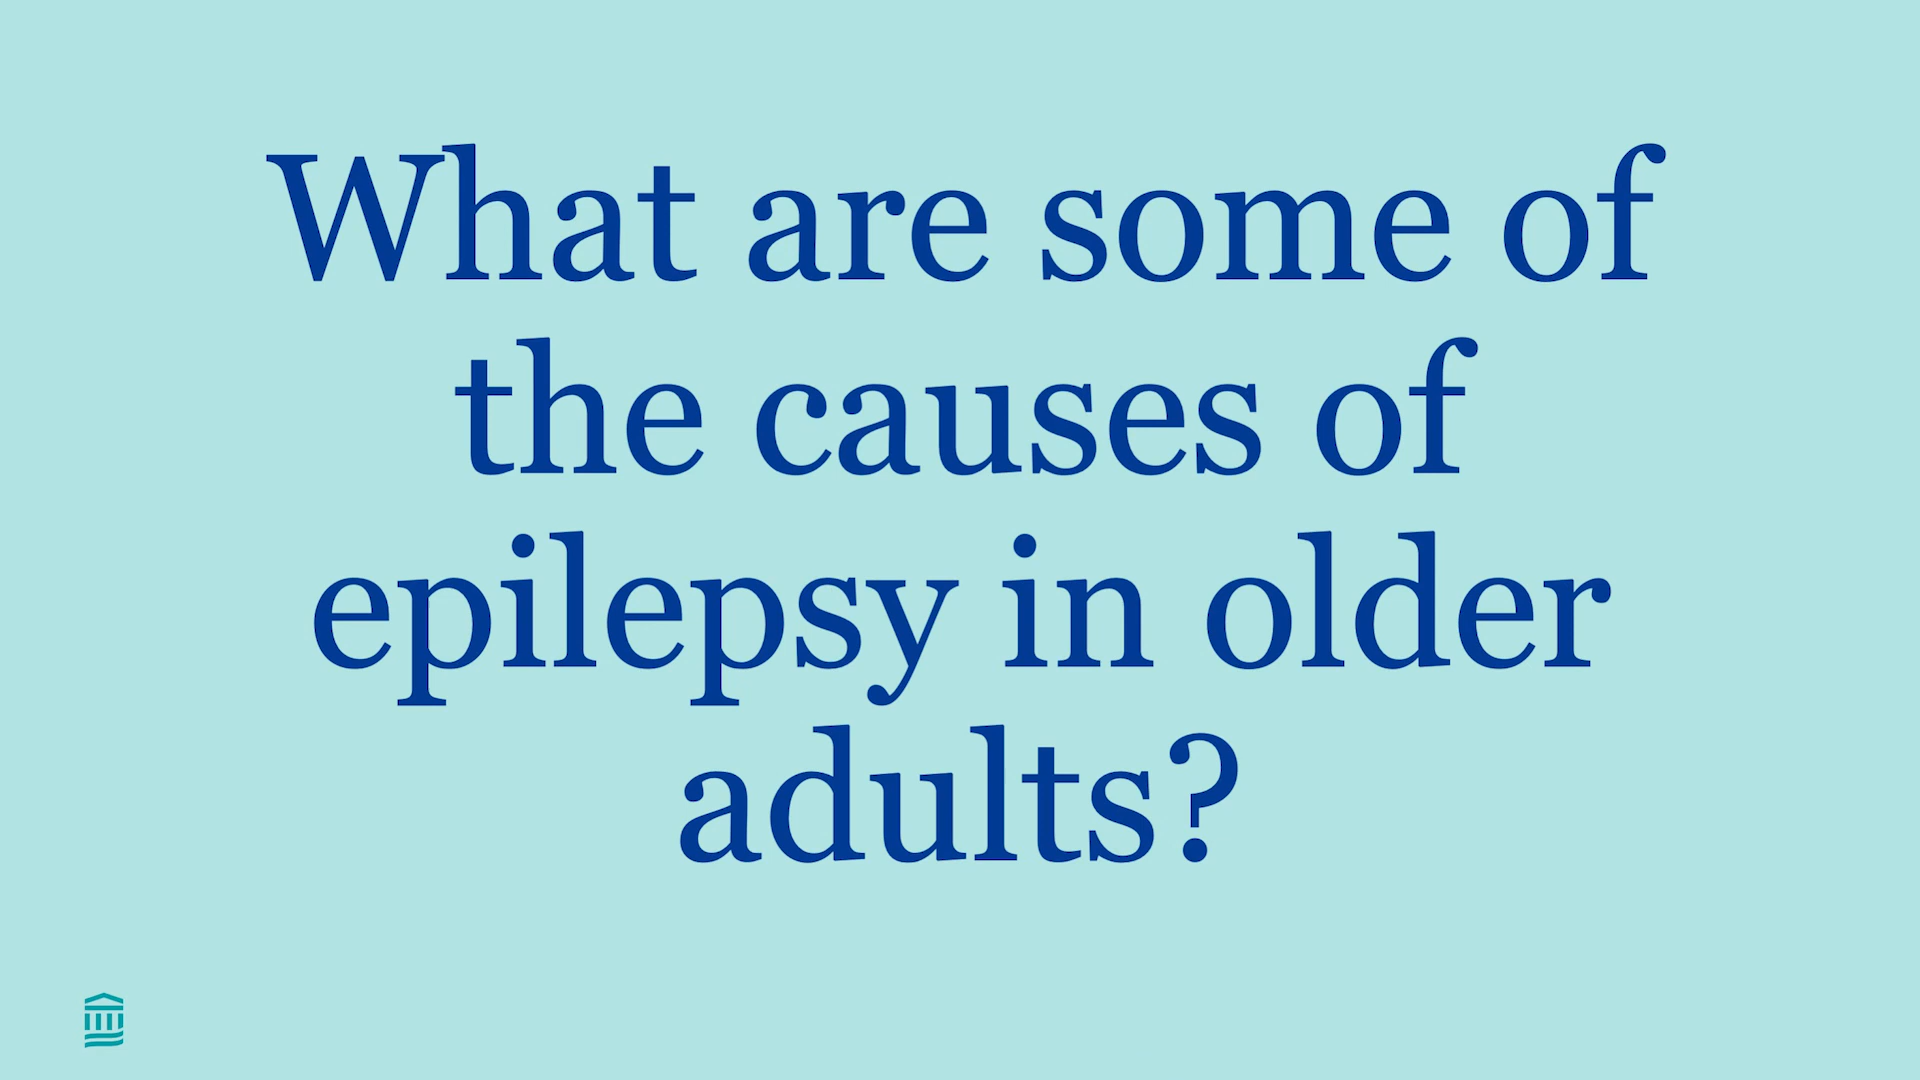 What are some of
the causes of
epilepsy in older
adults?